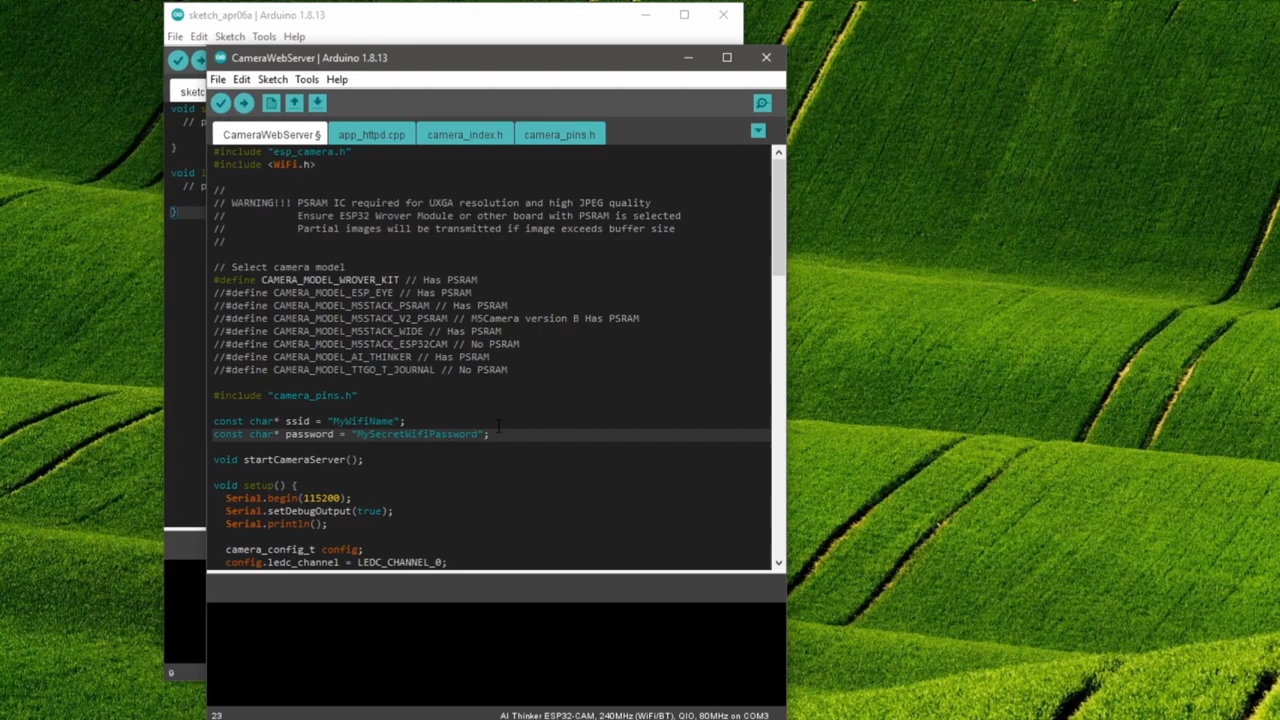 sketch_apr06a | Arduino 1.8.13
File Edit Sketch Tools Help
CameraWebServer | Arduino 1.8.13
File Edit Sketch Tools Help
CameraWebServer § app_httpd.cpp camera_index.h camera_pins.h
#include "esp_camera.h"
#include <WiFi.h>
//
// WARNING!!! PSRAM IC required for UXGA resolution and high JPEG quality
// Ensure ESP32 Wrover Module or other board with PSRAM is selected
// Partial images will be transmitted if image exceeds buffer size
//
// Select camera model
#define CAMERA_MODEL_WROVER_KIT // Has PSRAM
//#define CAMERA_MODEL_ESP_EYE // Has PSRAM
//#define CAMERA_MODEL_M5STACK_PSRAM // Has PSRAM
//#define CAMERA_MODEL_M5STACK_V2_PSRAM // M5Camera version B Has PSRAM
//#define CAMERA_MODEL_M5STACK_WIDE // Has PSRAM
//#define CAMERA_MODEL_M5STACK_ESP32CAM // No PSRAM
//#define CAMERA_MODEL_AI_THINKER // Has PSRAM
//#define CAMERA_MODEL_TTGO_T_JOURNAL // No PSRAM
#include "camera_pins.h"
const char* ssid = "MyWifiName";
const char* password = "MySecretWifiPassword";
void startCameraServer();
void setup() {
Serial.begin(115200);
Serial.setDebugOutput(true);
Serial.println();
camera_config_t config;
config.ledc_channel = LEDC_CHANNEL_0;
23 AI Thinker ESP32-CAM, 240MHz (WiFi/BT), QIO, 80MHz on COM3
sketc
void s
// p
}
void l
// p
}
9